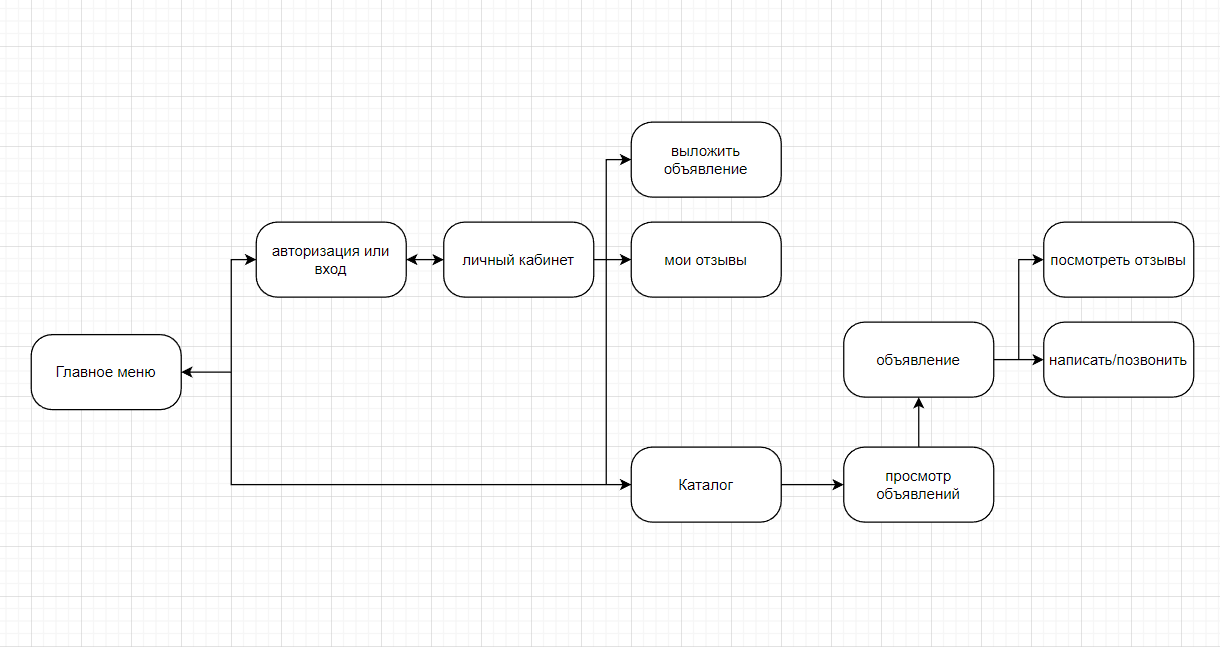 выложить
объявление
авторизация или
вход
личный кабинет
мои отзывы
посмотреть отзывы
Главное меню
объявление
написать/позвонить
Каталог
просмотр
объявлений